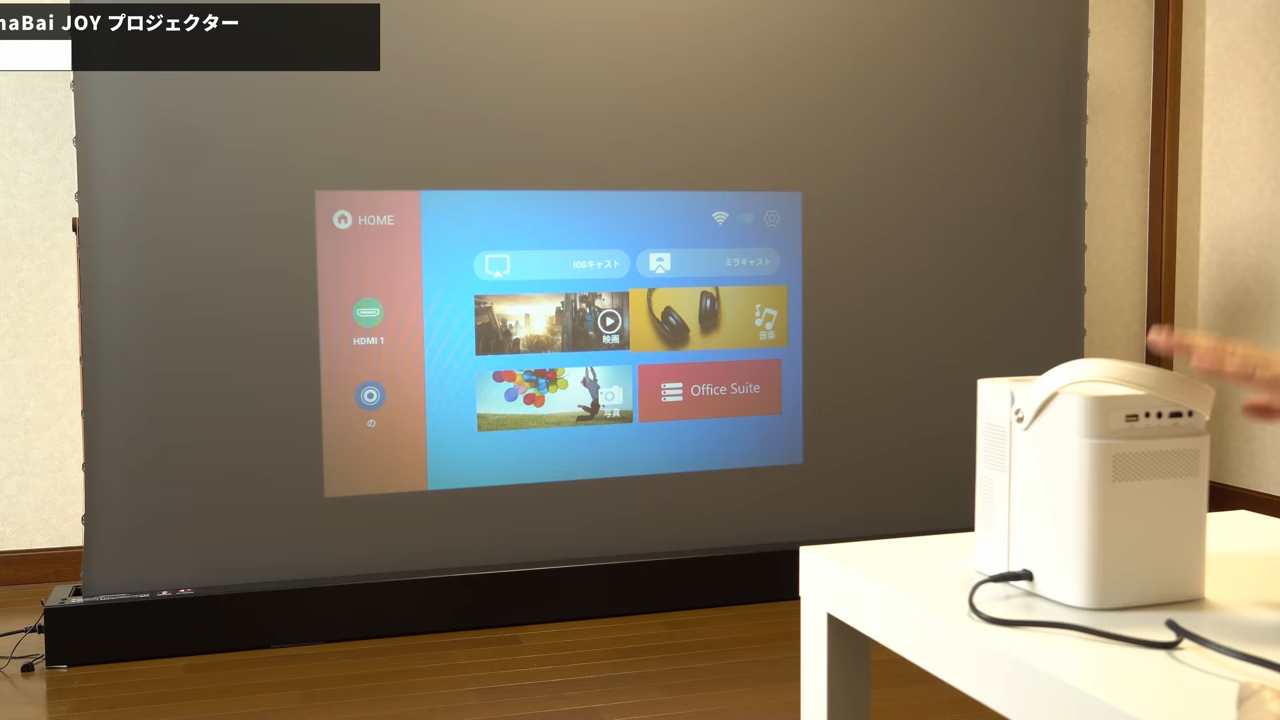 naBai JOY プロジェクター
HOME
iOSキャスト
ミラキャスト
HDMI 1
映画
音楽
の
写真
Office Suite